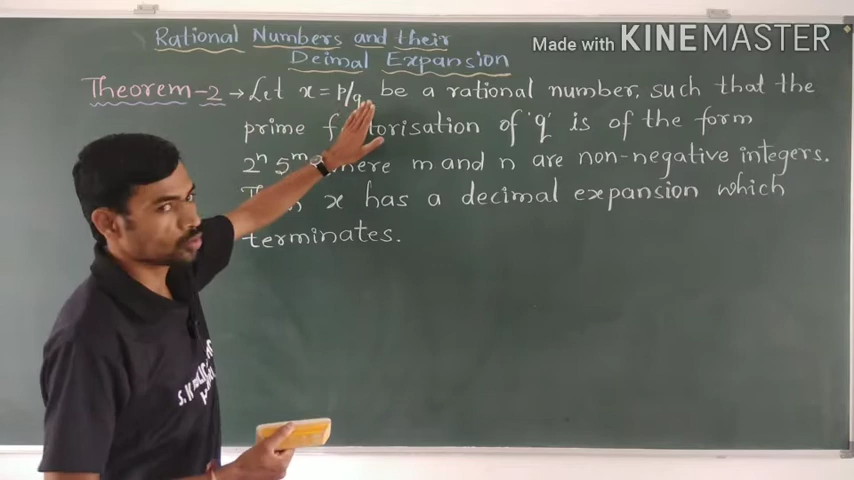 Rational Numbers and their
Deimal Expansion
Made with KINEMASTER
Theorem-2 → Let x = p/q be a rational number, such that the
prime f torisation of 'q' is of the form
2ⁿ 5ᵐ here m and n are non-negative integers.
x has a decimal expansion which
terminates.